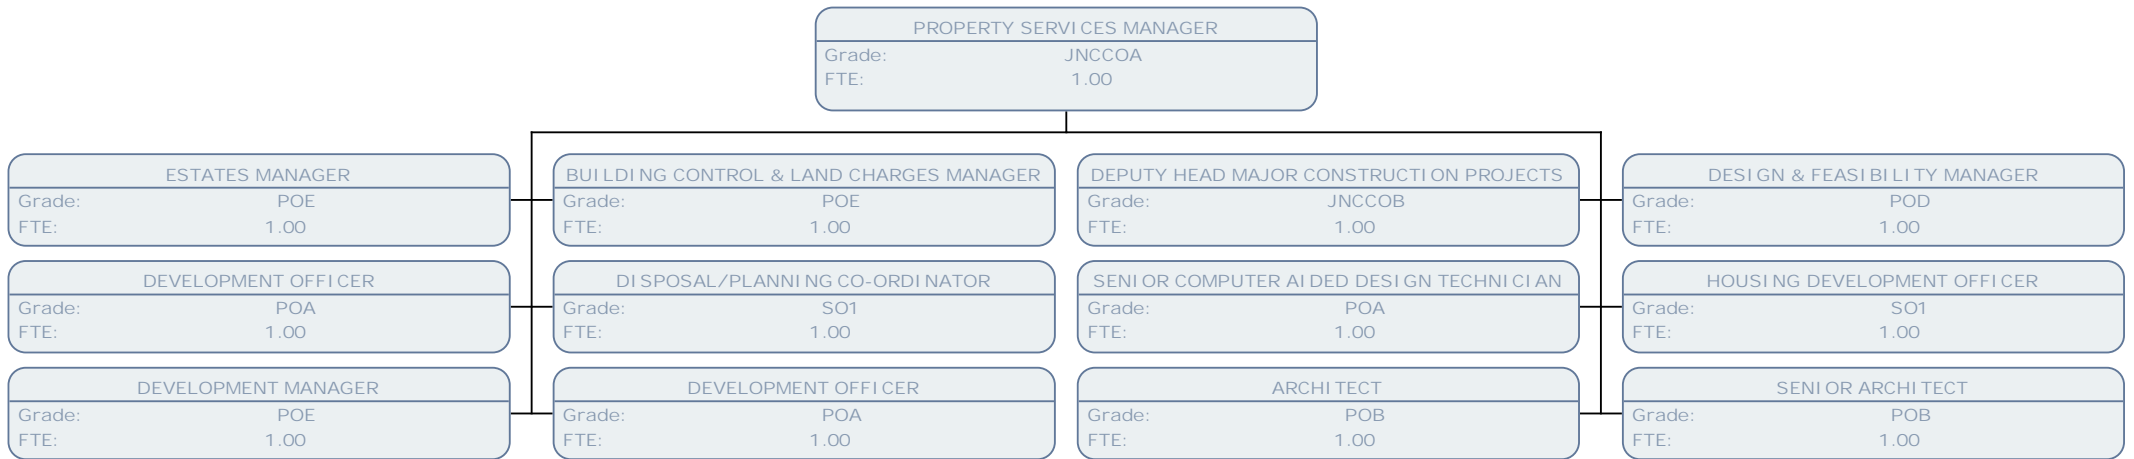 PROPERTY SERVICES MANAGER
Grade: JNCCOA
FTE: 1.00
ESTATES MANAGER
Grade: POE
FTE: 1.00
BUILDING CONTROL & LAND CHARGES MANAGER
Grade: POE
FTE: 1.00
DEPUTY HEAD MAJOR CONSTRUCTION PROJECTS
Grade: JNCCOB
FTE: 1.00
DESIGN & FEASIBILITY MANAGER
Grade: POD
FTE: 1.00
DEVELOPMENT OFFICER
Grade: POA
FTE: 1.00
DISPOSAL/PLANNING CO-ORDINATOR
Grade: SO1
FTE: 1.00
SENIOR COMPUTER AIDED DESIGN TECHNICIAN
Grade: POA
FTE: 1.00
HOUSING DEVELOPMENT OFFICER
Grade: SO1
FTE: 1.00
DEVELOPMENT MANAGER
Grade: POE
FTE: 1.00
DEVELOPMENT OFFICER
Grade: POA
FTE: 1.00
ARCHITECT
Grade: POB
FTE: 1.00
SENIOR ARCHITECT
Grade: POB
FTE: 1.00